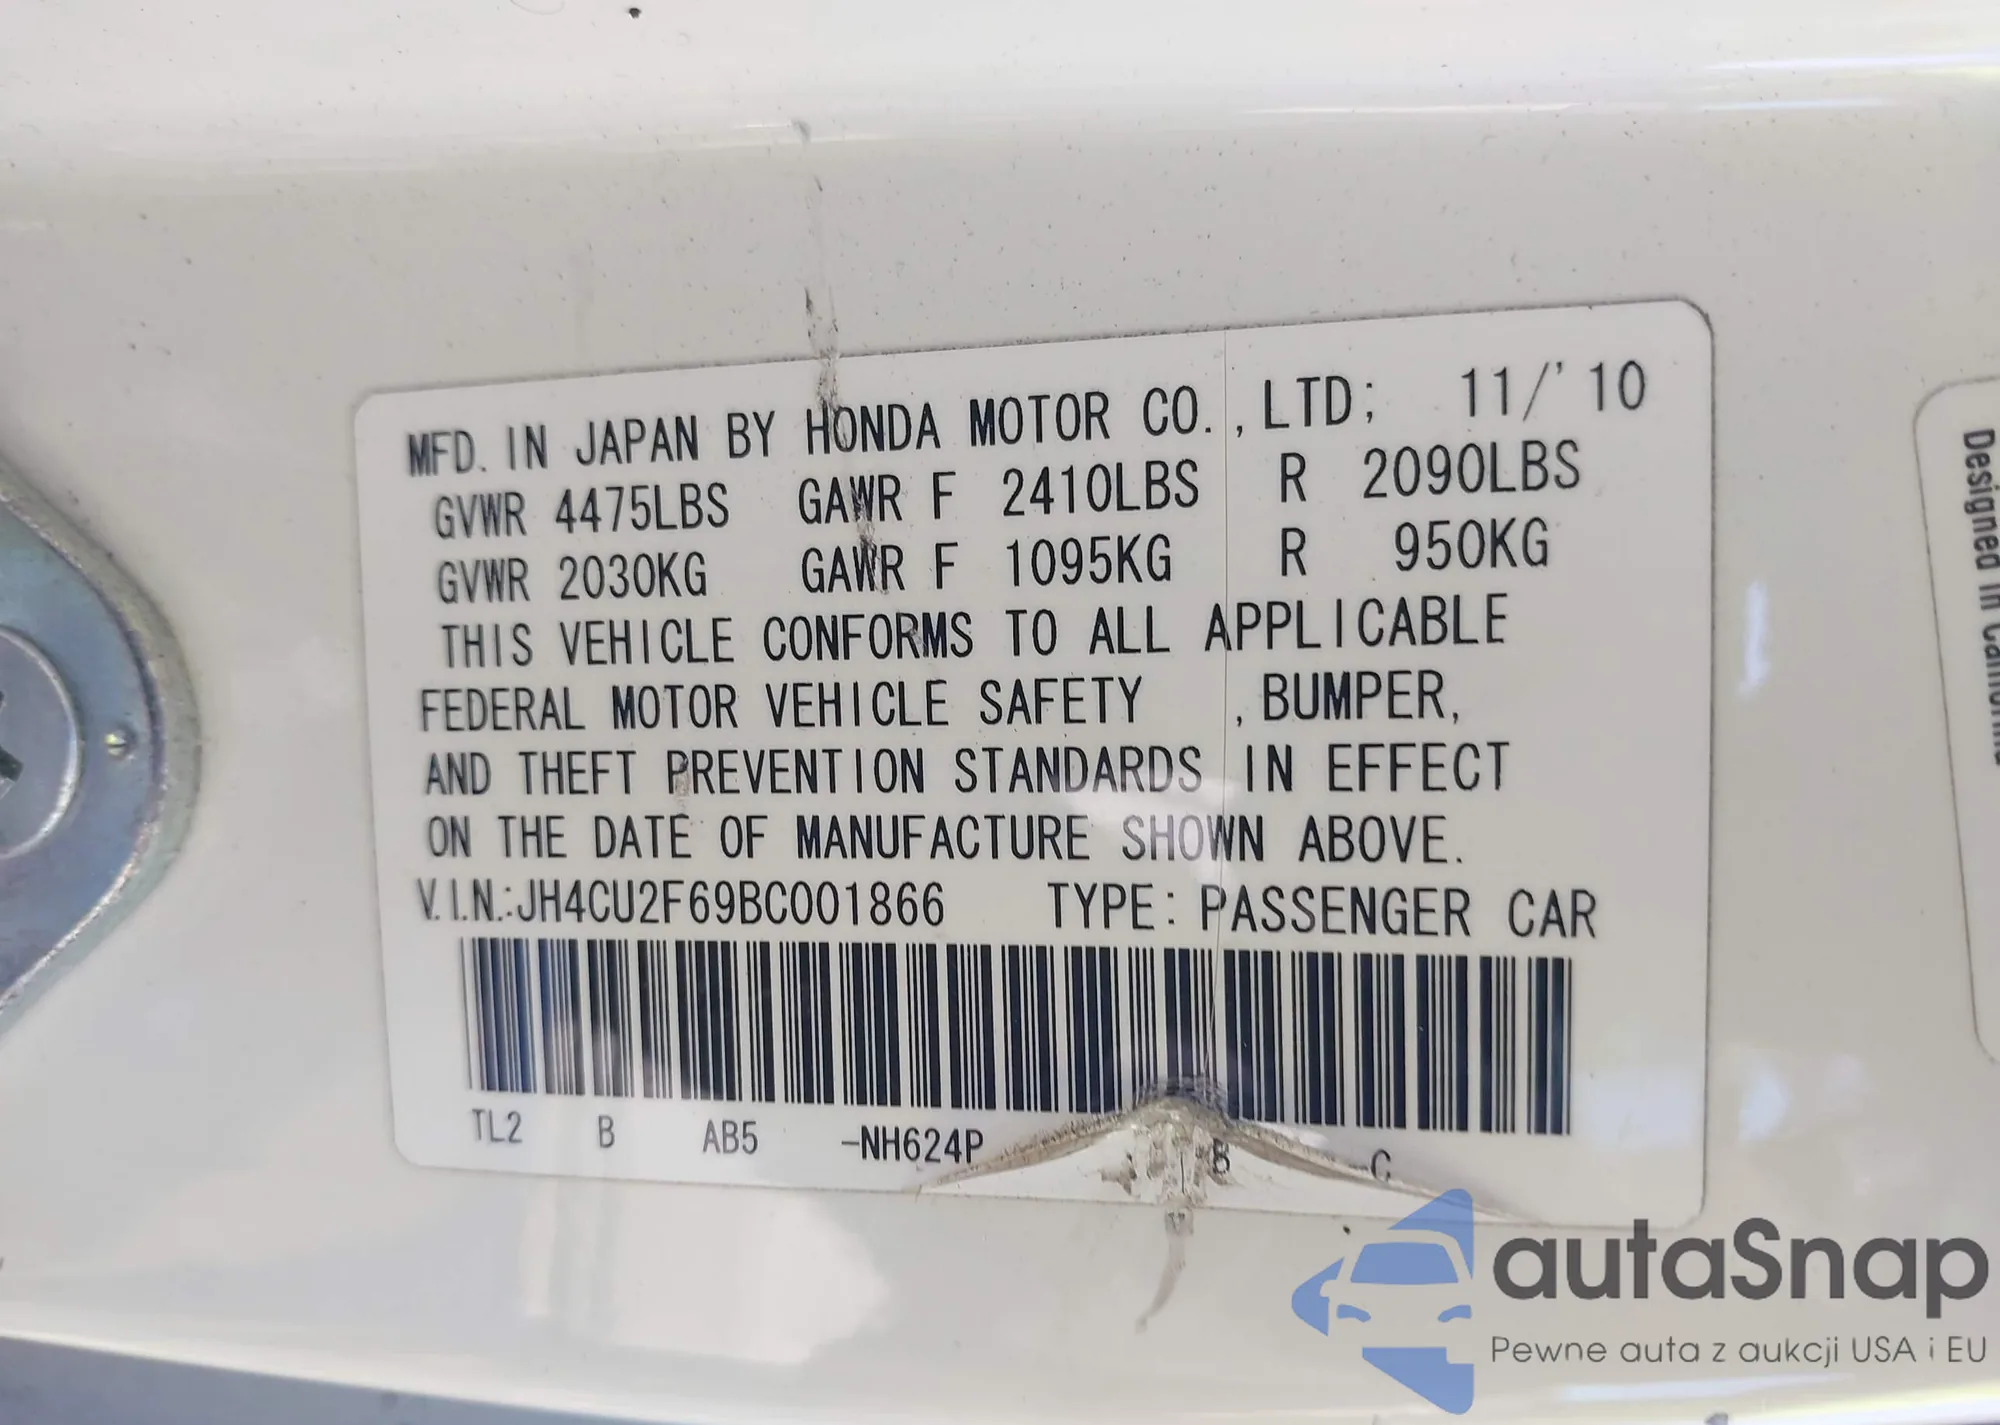 MFD. IN JAPAN BY HONDA MOTOR CO., LTD; 11/'10
GVWR 4475LBS GAWR F 2410LBS R 2090LBS
GVWR 2030KG GAWR F 1095KG R 950KG
THIS VEHICLE CONFORMS TO ALL APPLICABLE
FEDERAL MOTOR VEHICLE SAFETY , BUMPER,
AND THEFT PREVENTION STANDARDS IN EFFECT
ON THE DATE OF MANUFACTURE SHOWN ABOVE.
V.I.N.:JH4CU2F69BC001866 TYPE: PASSENGER CAR
TL2 B AB5 -NH624P B C
Designed in California
autaSnap
Pewne auta z aukcji USA i EU